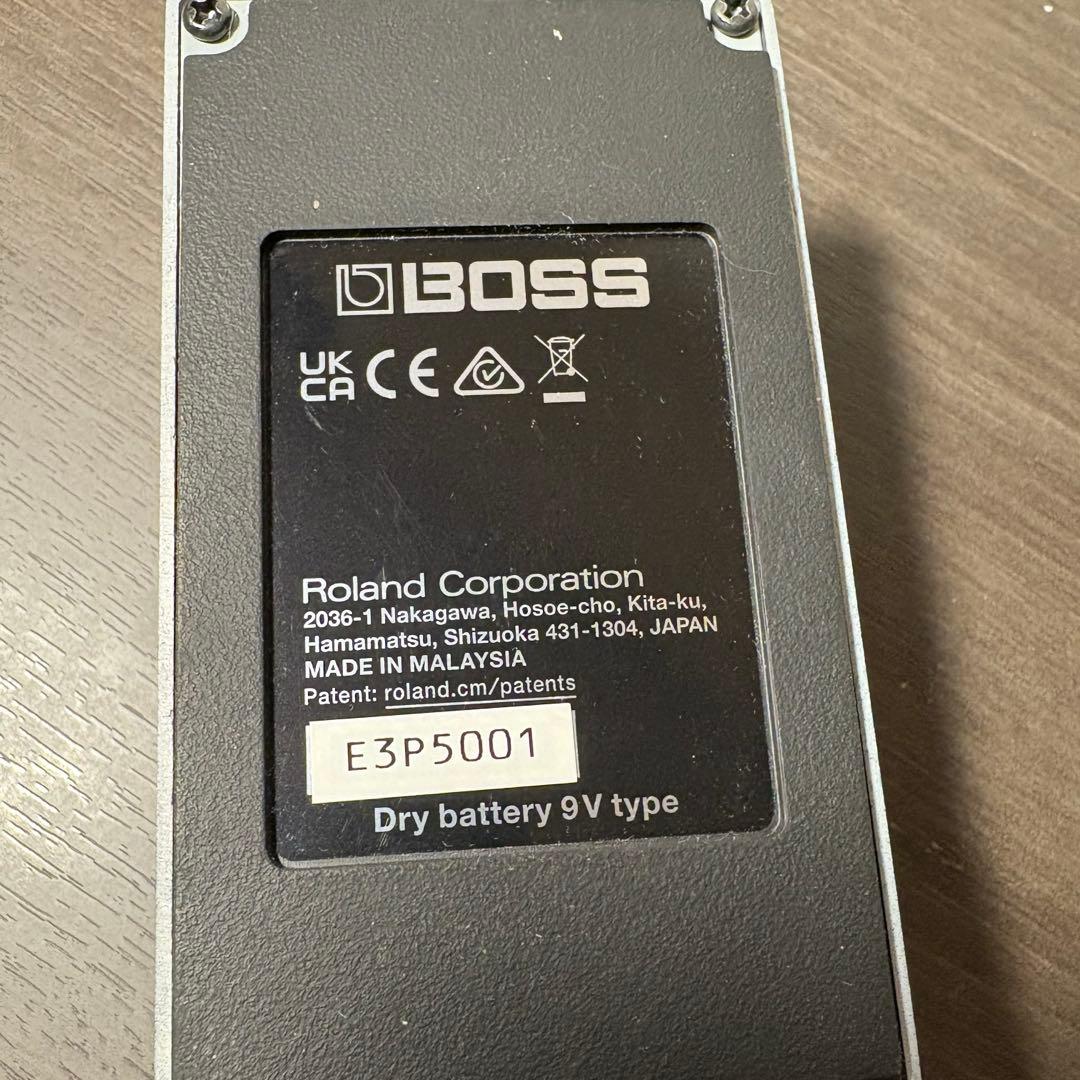 BOSS
UK
CA CE
Roland Corporation
2036-1 Nakagawa, Hosoe-cho, Kita-ku,
Hamamatsu, Shizuoka 431-1304, JAPAN
MADE IN MALAYSIA
Patent: roland.cm/patents
E3P5001
Dry battery 9V type